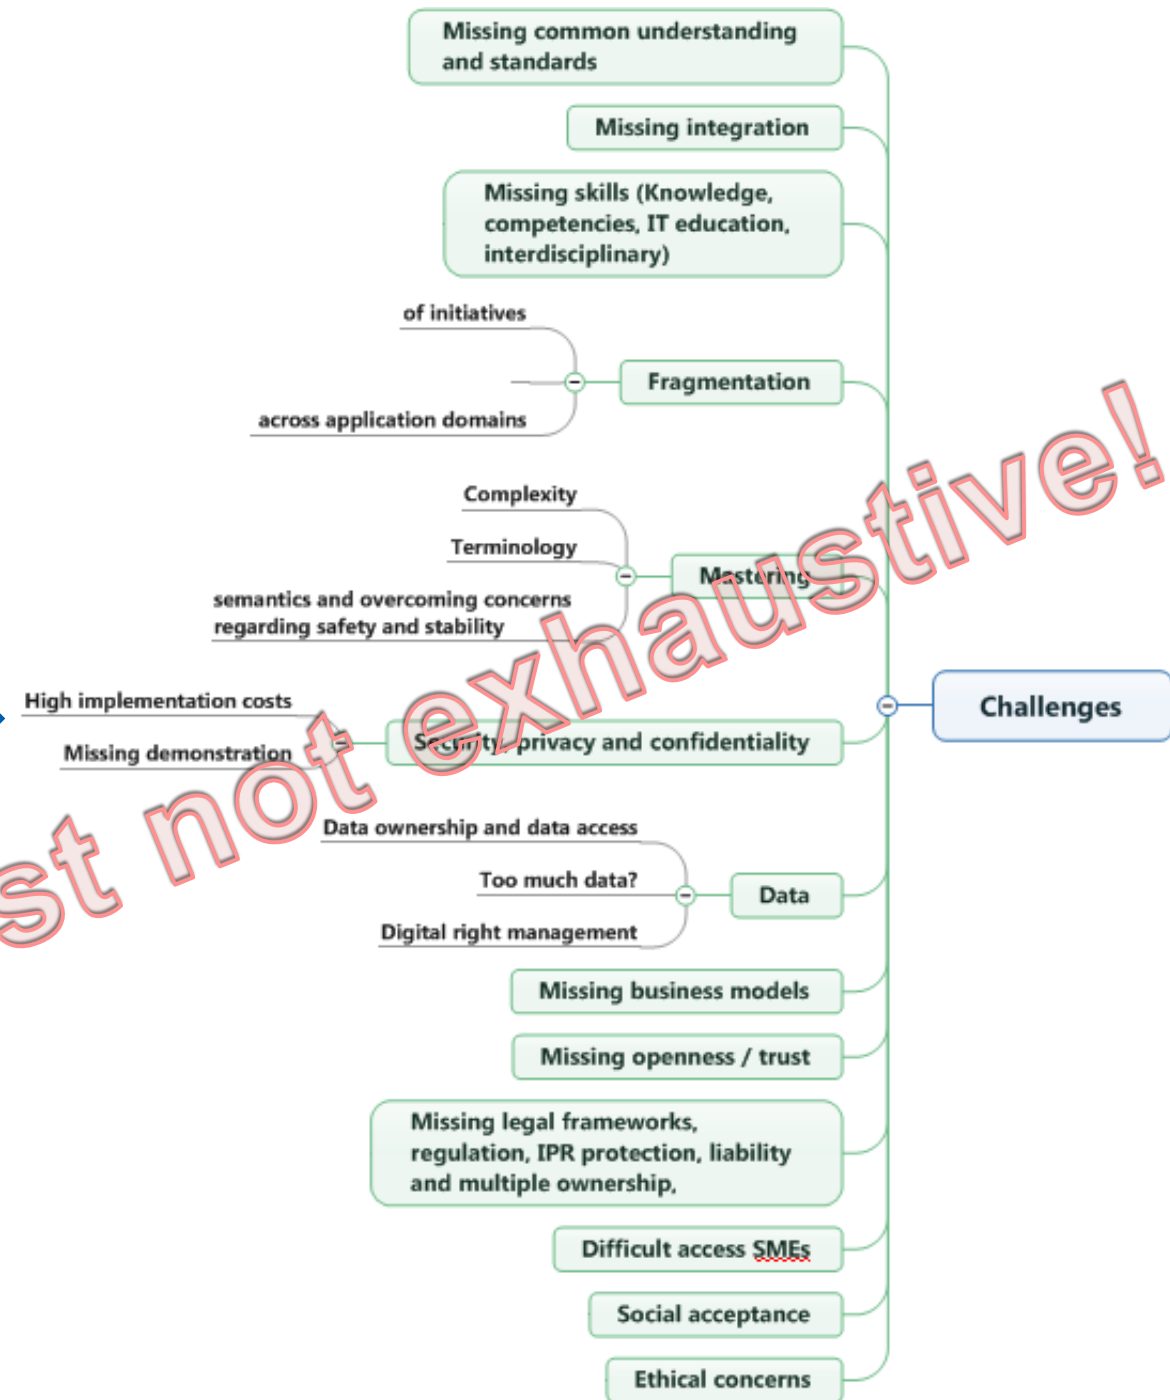 Missing common understanding
and standards
Missing integration
Missing skills (Knowledge,
competencies, IT education,
interdisciplinary)
of initiatives
Fragmentation
across application domains
Complexity
Terminology
Mastering
semantics and overcoming concerns
regarding safety and stability
Challenges
High implementation costs
Security, privacy and confidentiality
Missing demonstration
Data ownership and data access
Too much data?
Data
Digital right management
Missing business models
Missing openness / trust
Missing legal frameworks,
regulation, IPR protection, liability
and multiple ownership,
Difficult access SMEs
Social acceptance
Ethical concerns
st not exhaustive!